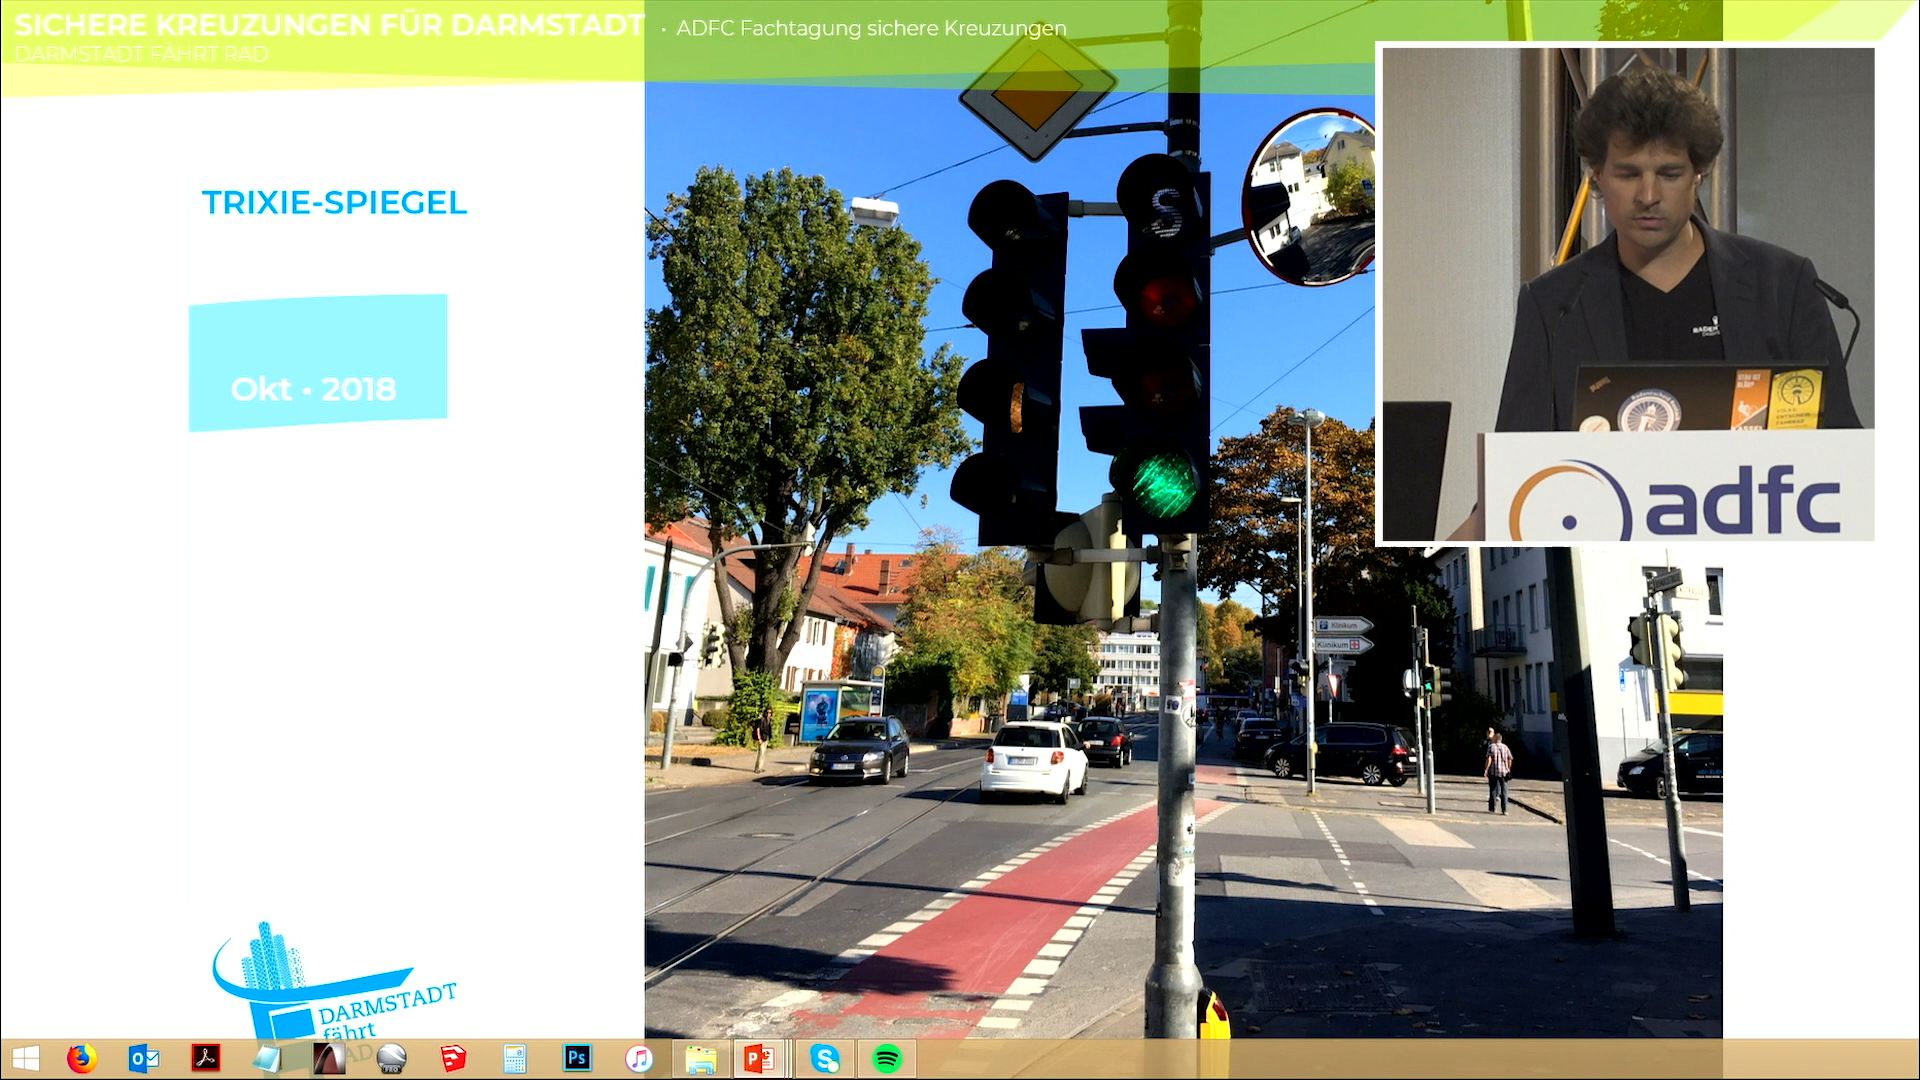 SICHERE KREUZUNGEN FÜR DARMSTADT • ADFC Fachtagung sichere Kreuzungen
DARMSTADT FÄHRT RAD
TRIXIE-SPIEGEL
Okt • 2018
DARMSTADT
fährt
Klinikum
Klinikum
adfc
S
Ps